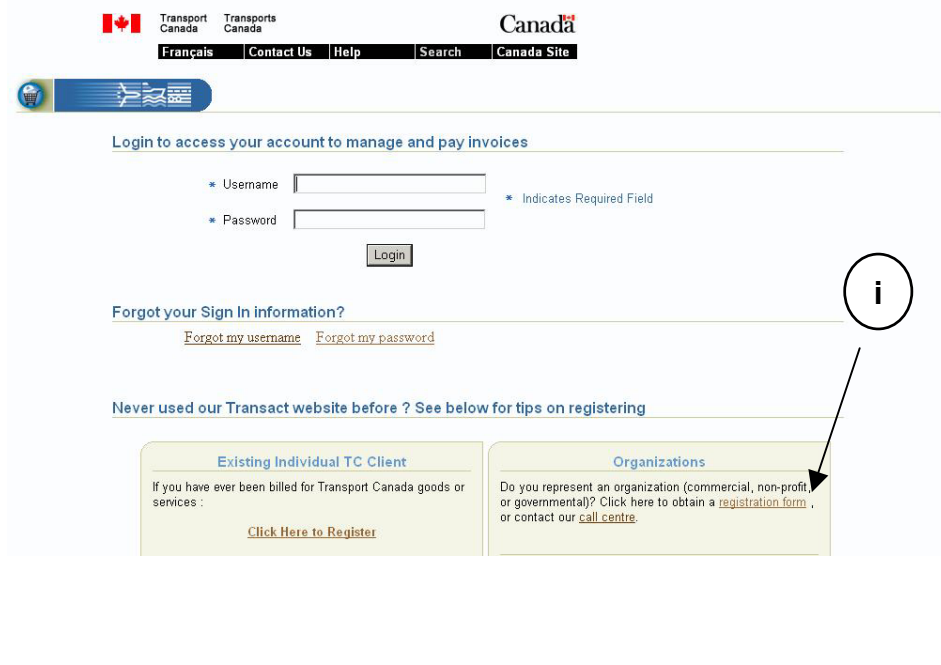 Transport Transports
Canada Canada
Canada
Français Contact Us Help Search Canada Site
Login to access your account to manage and pay invoices
* Username
* Indicates Required Field
* Password
Login
i
Forgot your Sign In information?
Forgot my username Forgot my password
Never used our Transact website before ? See below for tips on registering
Existing Individual TC Client
If you have ever been billed for Transport Canada goods or
services :
Click Here to Register
Organizations
Do you represent an organization (commercial, non-profit,
or governmental)? Click here to obtain a registration form ,
or contact our call centre.